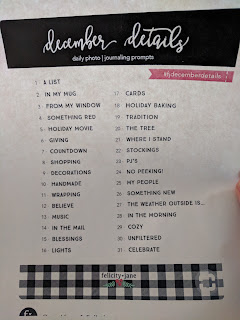 december details
daily photo | journaling prompts
#fjdecemberdetails
1 A LIST
2 IN MY MUG
3 FROM MY WINDOW
4 SOMETHING RED
5 HOLIDAY MOVIE
6 GIVING
7 COUNTDOWN
8 SHOPPING
9 DECORATIONS
10 HANDMADE
11 WRAPPING
12 BELIEVE
13 MUSIC
14 IN THE MAIL
15 BLESSINGS
16 LIGHTS
17 CARDS
18 HOLIDAY BAKING
19 TRADITION
20 THE TREE
21 WHERE I STAND
22 STOCKINGS
23 PJ'S
24 NO PEEKING!
25 MY PEOPLE
26 SOMETHING NEW
27 THE WEATHER OUTSIDE IS...
28 IN THE MORNING
29 COZY
30 UNFILTERED
31 CELEBRATE
felicity jane